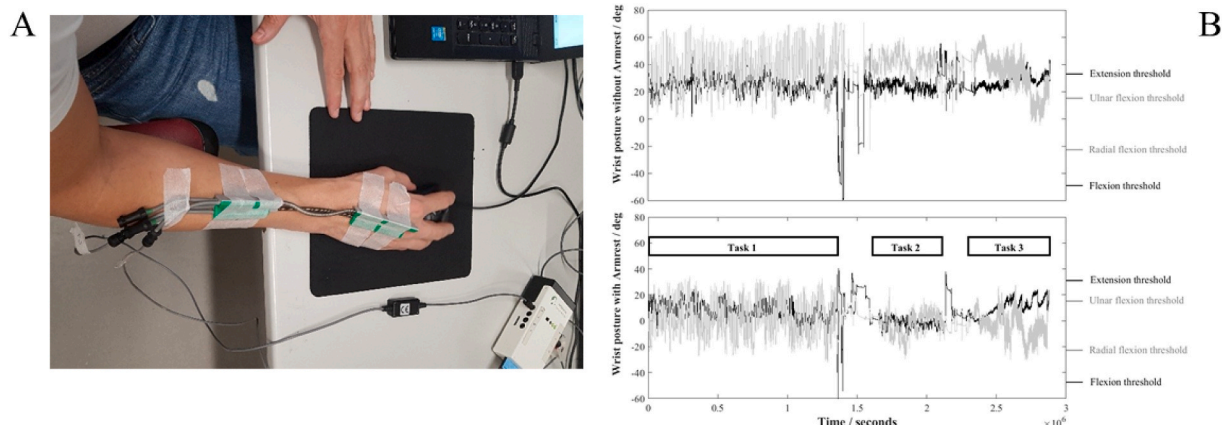 A
B
Wrist posture without Armrest / deg
80
60
40
20
0
-20
-40
-60
Extension threshold
Ulnar flexion threshold
Radial flexion threshold
Flexion threshold
Wrist posture with Armrest / deg
80
60
40
20
0
-20
-40
-60
Task 1
Task 2
Task 3
Extension threshold
Ulnar flexion threshold
Radial flexion threshold
Flexion threshold
0
0.5
1
1.5
2
2.5
3
Time / seconds
×10⁶